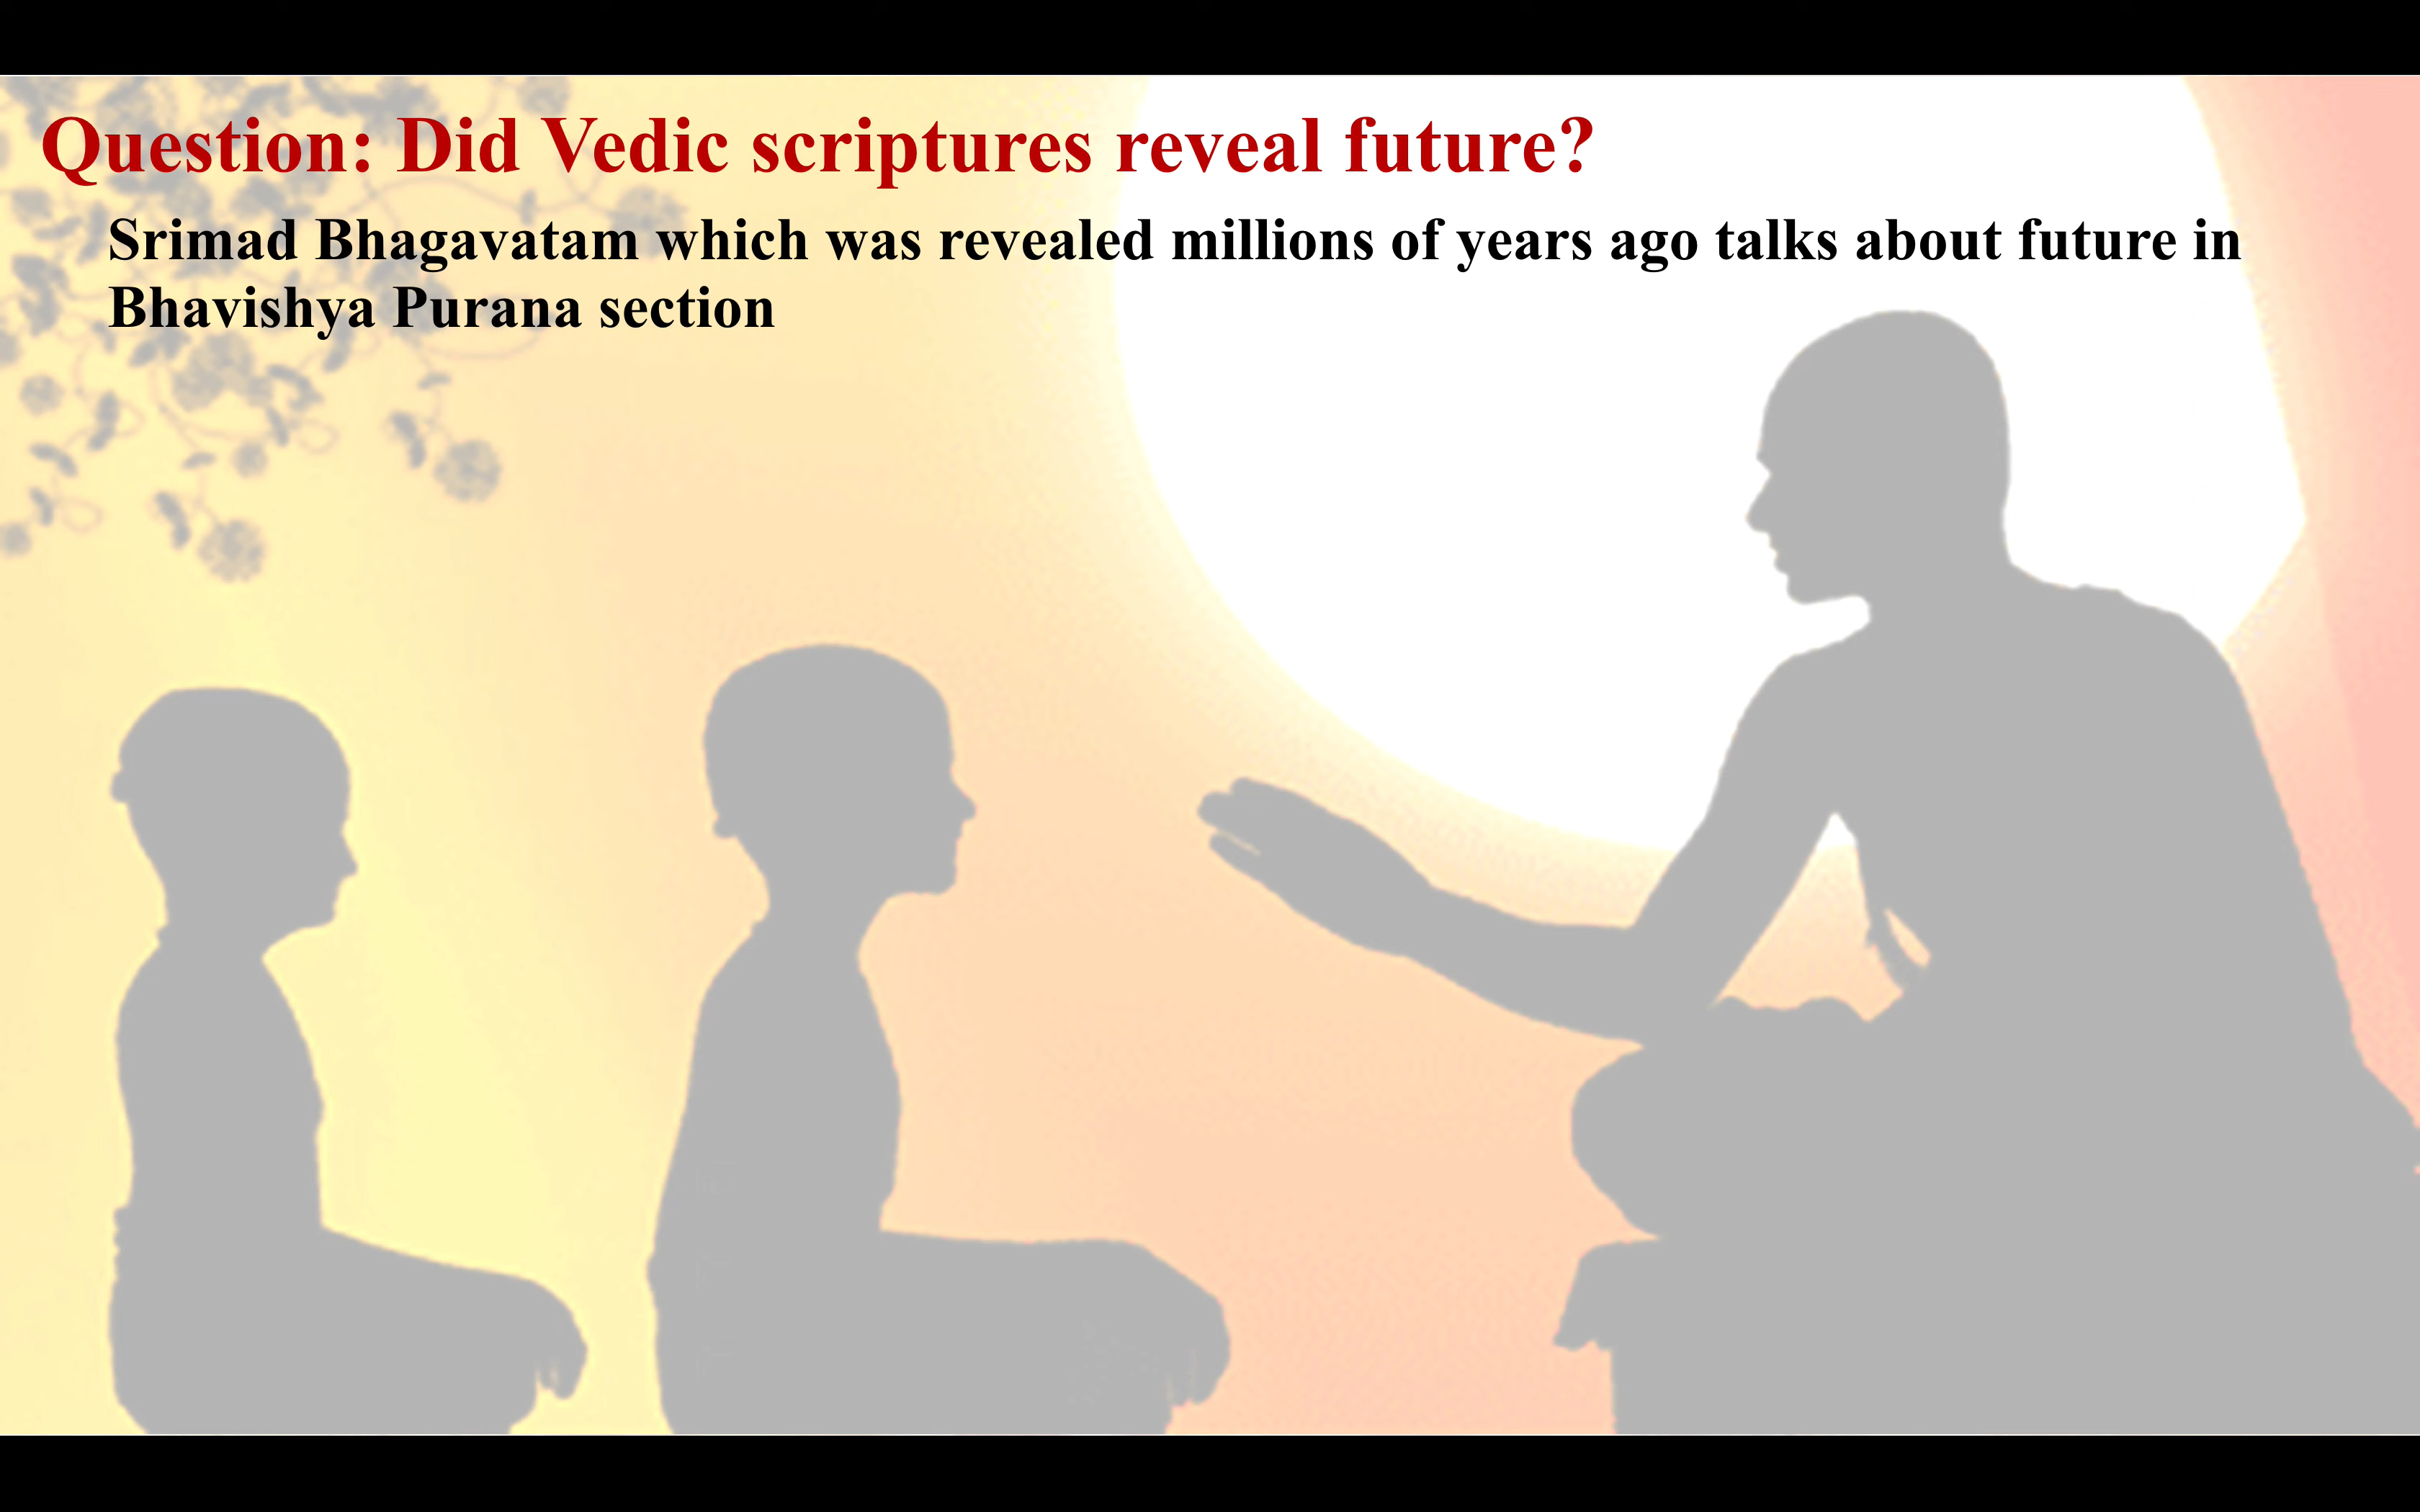 Question: Did Vedic scriptures reveal future?
Srimad Bhagavatam which was revealed millions of years ago talks about future in
Bhavishya Purana section